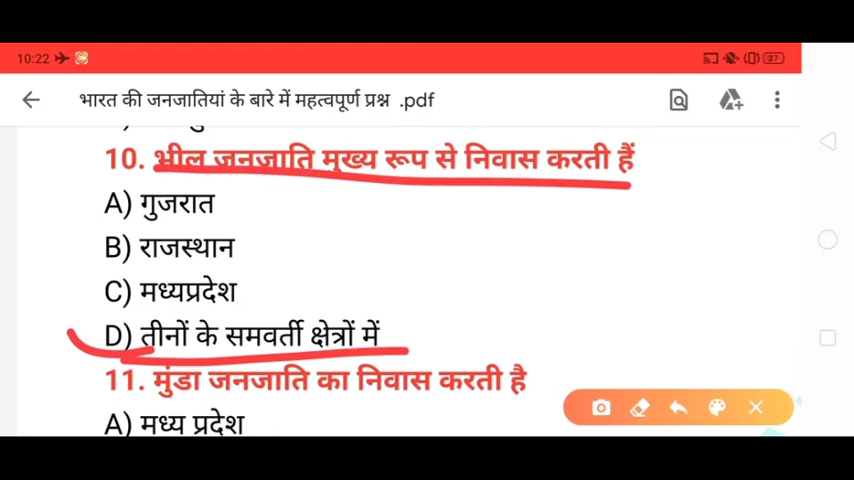 10:22
37
भारत की जनजातियां के बारे में महत्वपूर्ण प्रश्न .pdf
10. भील जनजाति मुख्य रूप से निवास करती हैं
A) गुजरात
B) राजस्थान
C) मध्यप्रदेश
D) तीनों के समवर्ती क्षेत्रों में
11. मुंडा जनजाति का निवास करती है
A) मध्य प्रदेश